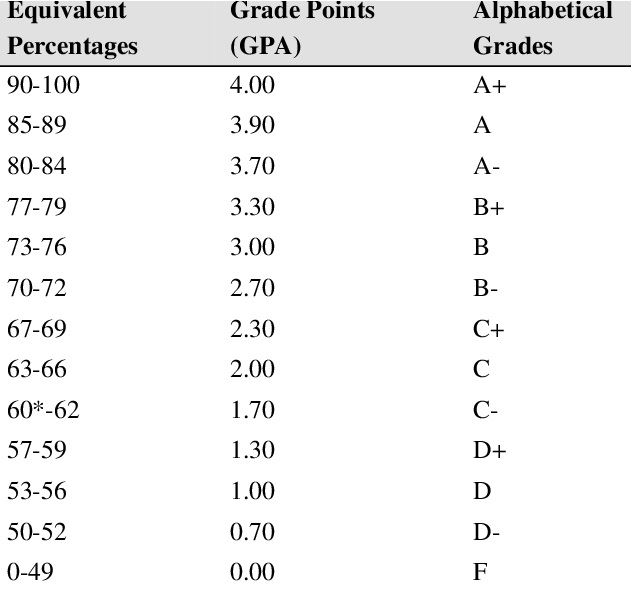 Equivalent Grade Points Alphabetical
Percentages (GPA) Grades
90-100 4.00 A+
85-89 3.90 A
80-84 3.70 A-
77-79 3.30 B+
73-76 3.00 B
70-72 2.70 B-
67-69 2.30 C+
63-66 2.00 C
60*-62 1.70 C-
57-59 1.30 D+
53-56 1.00 D
50-52 0.70 D-
0-49 0.00 F